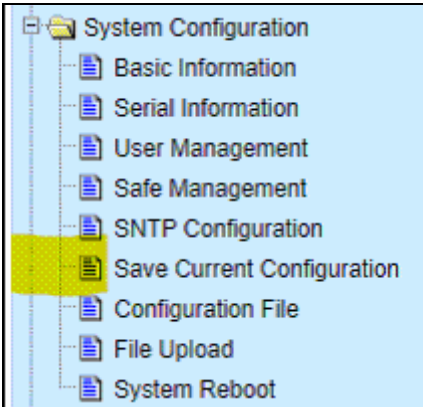 System Configuration
Basic Information
Serial Information
User Management
Safe Management
SNTP Configuration
Save Current Configuration
Configuration File
File Upload
System Reboot